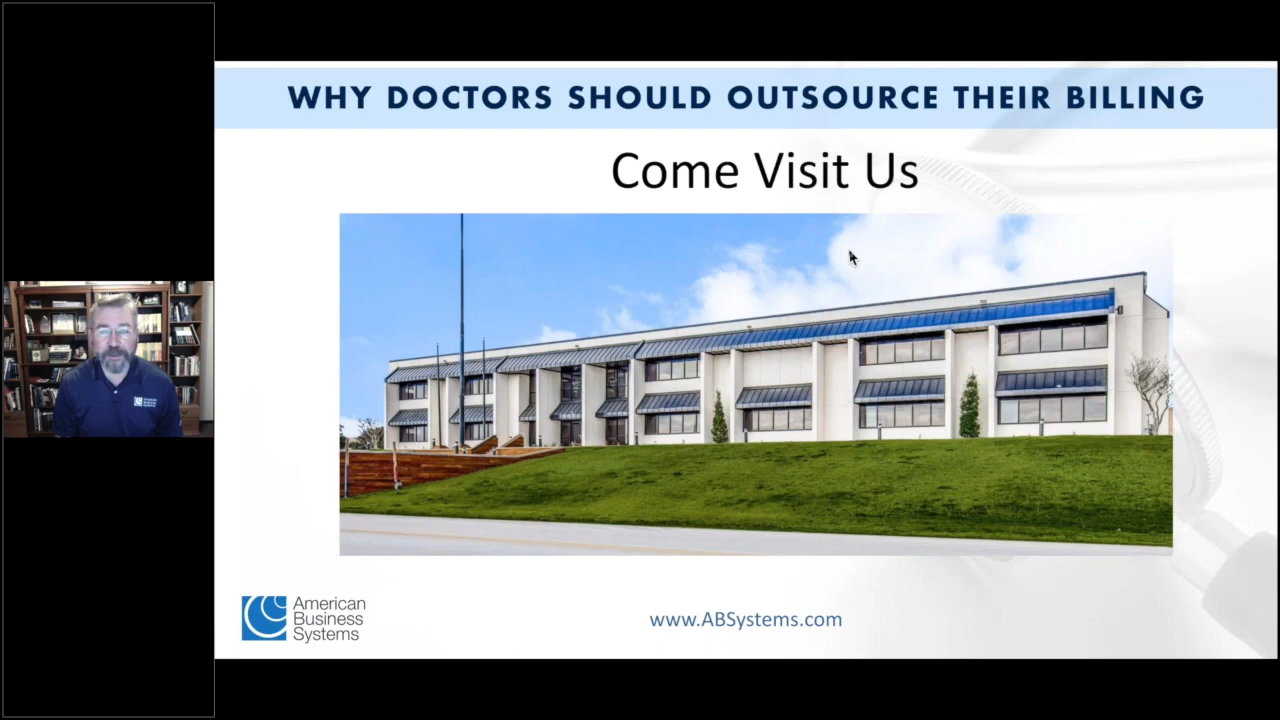 WHY DOCTORS SHOULD OUTSOURCE THEIR BILLING
Come Visit Us
American
Business
Systems
www.ABSystems.com